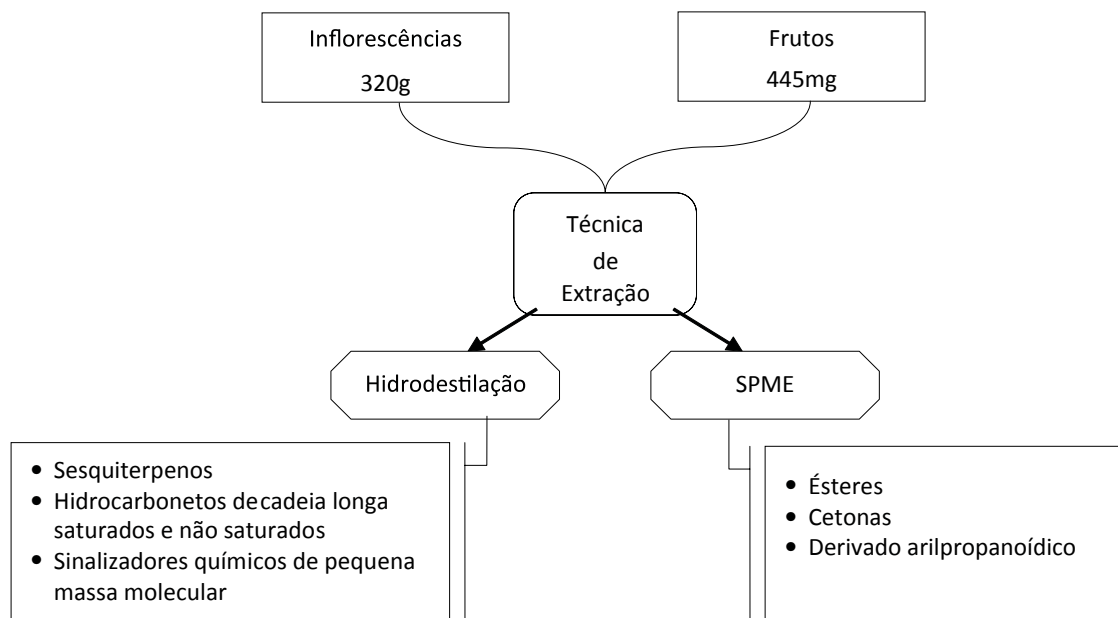 Inflorescências
320g
Frutos
445mg
Técnica
de
Extração
Hidrodestilação
SPME
• Sesquiterpenos
• Hidrocarbonetos decadeia longa
saturados e não saturados
• Sinalizadores químicos de pequena
massa molecular
• Ésteres
• Cetonas
• Derivado arilpropanoídico